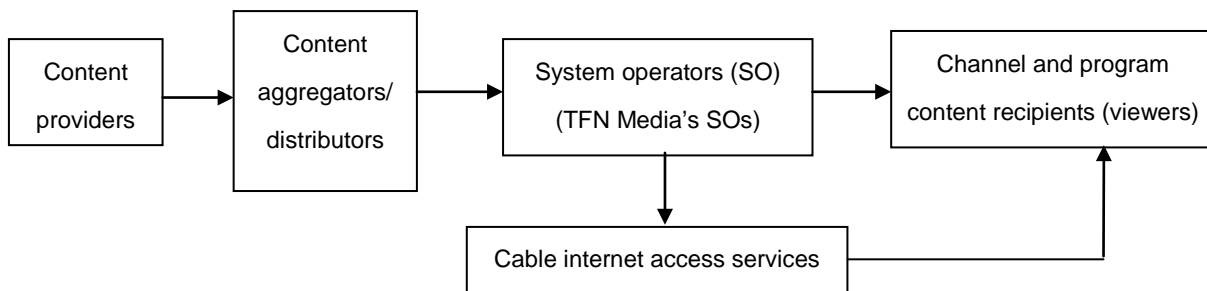 Content
providers
Content
aggregators/
distributors
System operators (SO)
(TFN Media's SOs)
Channel and program
content recipients (viewers)
Cable internet access services